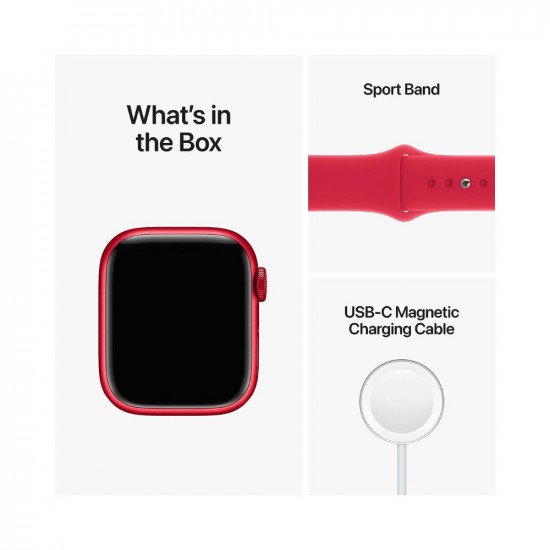 What's in
the Box
Sport Band
USB-C Magnetic
Charging Cable